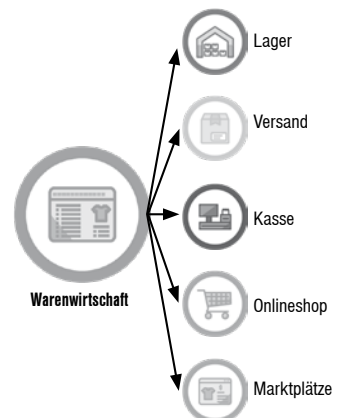 Lager
Versand
Kasse
Warenwirtschaft
Onlineshop
Marktplätze